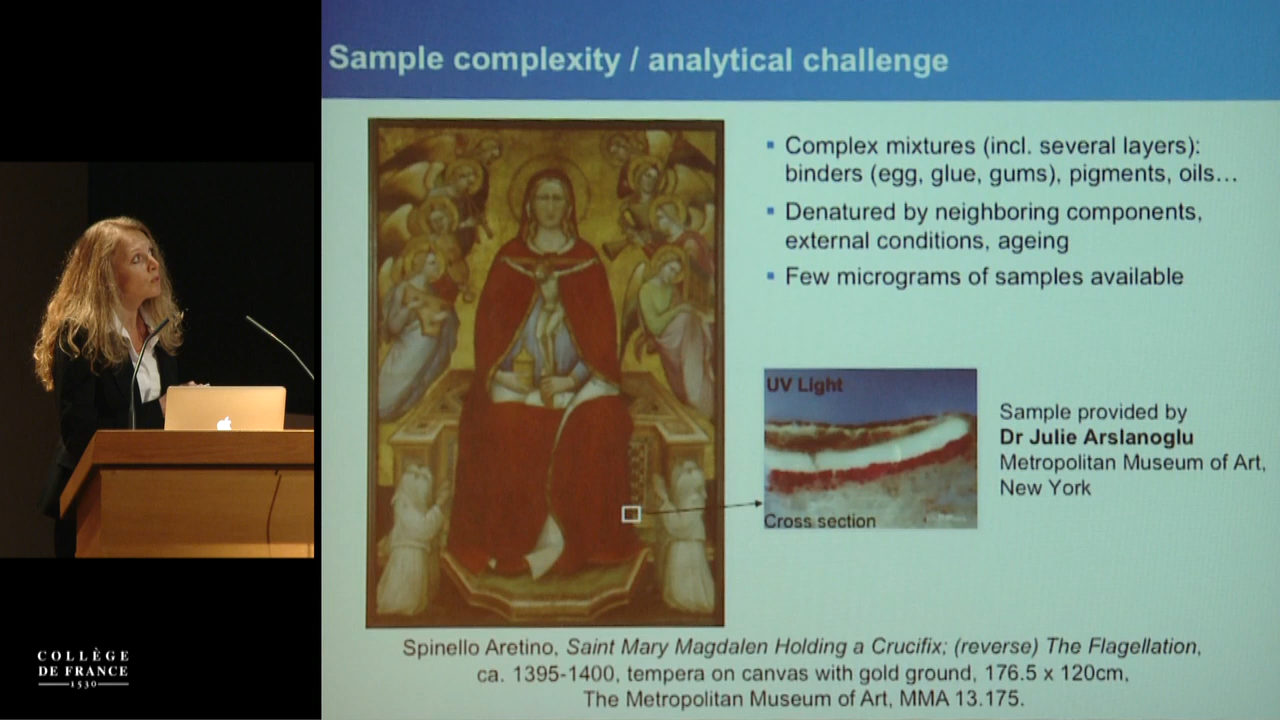 Sample complexity / analytical challenge
Complex mixtures (incl. several layers):
binders (egg, glue, gums), pigments, oils...
Denatured by neighboring components,
external conditions, ageing
Few micrograms of samples available
UV Light
Cross section
Sample provided by
Dr Julie Arslanoglu
Metropolitan Museum of Art,
New York
Spinello Aretino, Saint Mary Magdalen Holding a Crucifix; (reverse) The Flagellation,
ca. 1395-1400, tempera on canvas with gold ground, 176.5 x 120cm,
The Metropolitan Museum of Art, MMA 13.175.
COLLÈGE
DE FRANCE
1530